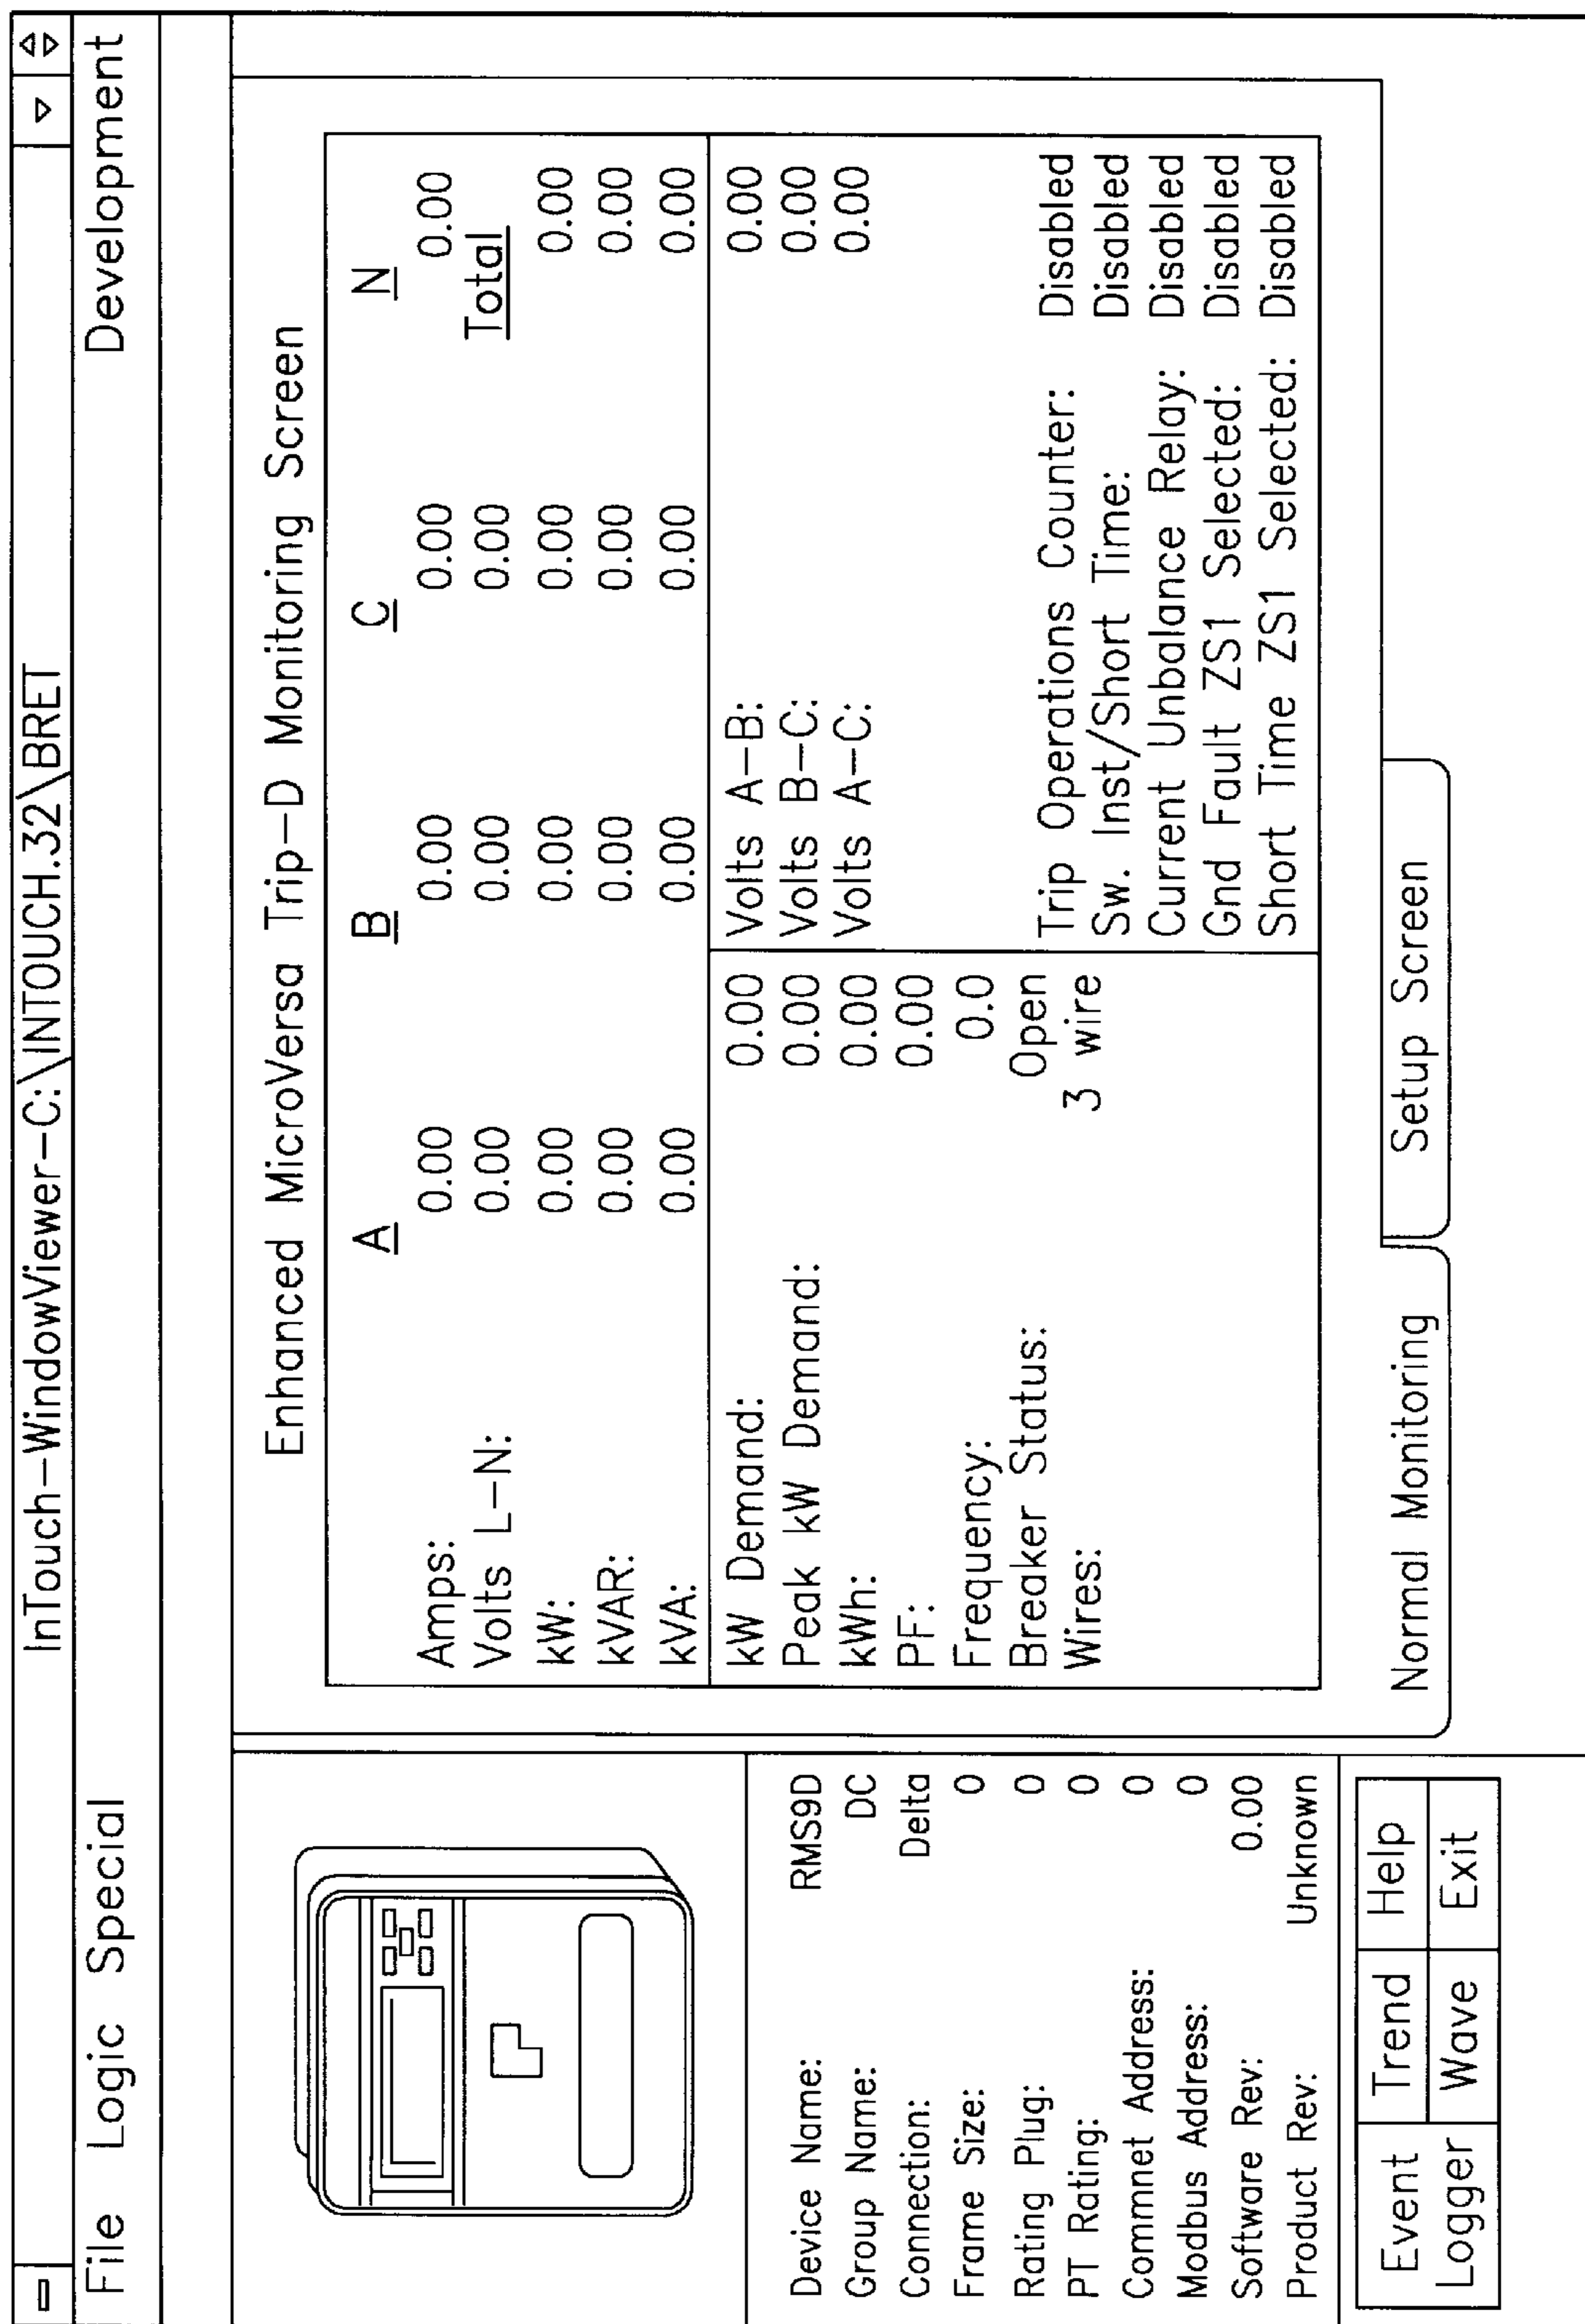 InTouch-WindowViewer-C:\INTOUCH.32\BRET
File Logic Special Development
Enhanced MicroVersa Trip-D Monitoring Screen
A B C N
Amps: 0.00 0.00 0.00 0.00
Volts L-N: 0.00 0.00 0.00 Total
kW: 0.00 0.00 0.00 0.00
kVAR: 0.00 0.00 0.00 0.00
kVA: 0.00 0.00 0.00 0.00
kW Demand: 0.00
Peak kW Demand: 0.00
kWh: 0.00
PF: 0.00
Frequency: 0.0
Breaker Status: Open
Wires: 3 wire
Volts A-B: 0.00
Volts B-C: 0.00
Volts A-C: 0.00
Trip Operations Counter: Disabled
Sw. Inst/Short Time: Disabled
Current Unbalance Relay: Disabled
Gnd Fault ZS1 Selected: Disabled
Short Time ZS1 Selected: Disabled
Normal Monitoring
Setup Screen
Device Name: RMS9D
Group Name: DC
Connection: Delta
Frame Size: 0
Rating Plug: 0
PT Rating: 0
Commnet Address: 0
Modbus Address: 0
Software Rev: 0.00
Product Rev: Unknown
Event Logger
Trend
Help
Wave
Exit